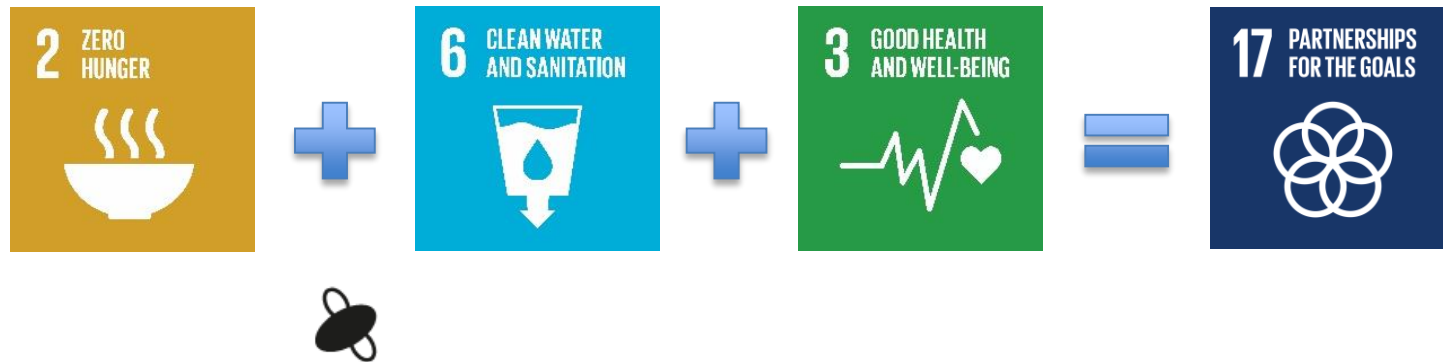 2 ZERO
HUNGER
6 CLEAN WATER
AND SANITATION
3 GOOD HEALTH
AND WELL-BEING
17 PARTNERSHIPS
FOR THE GOALS